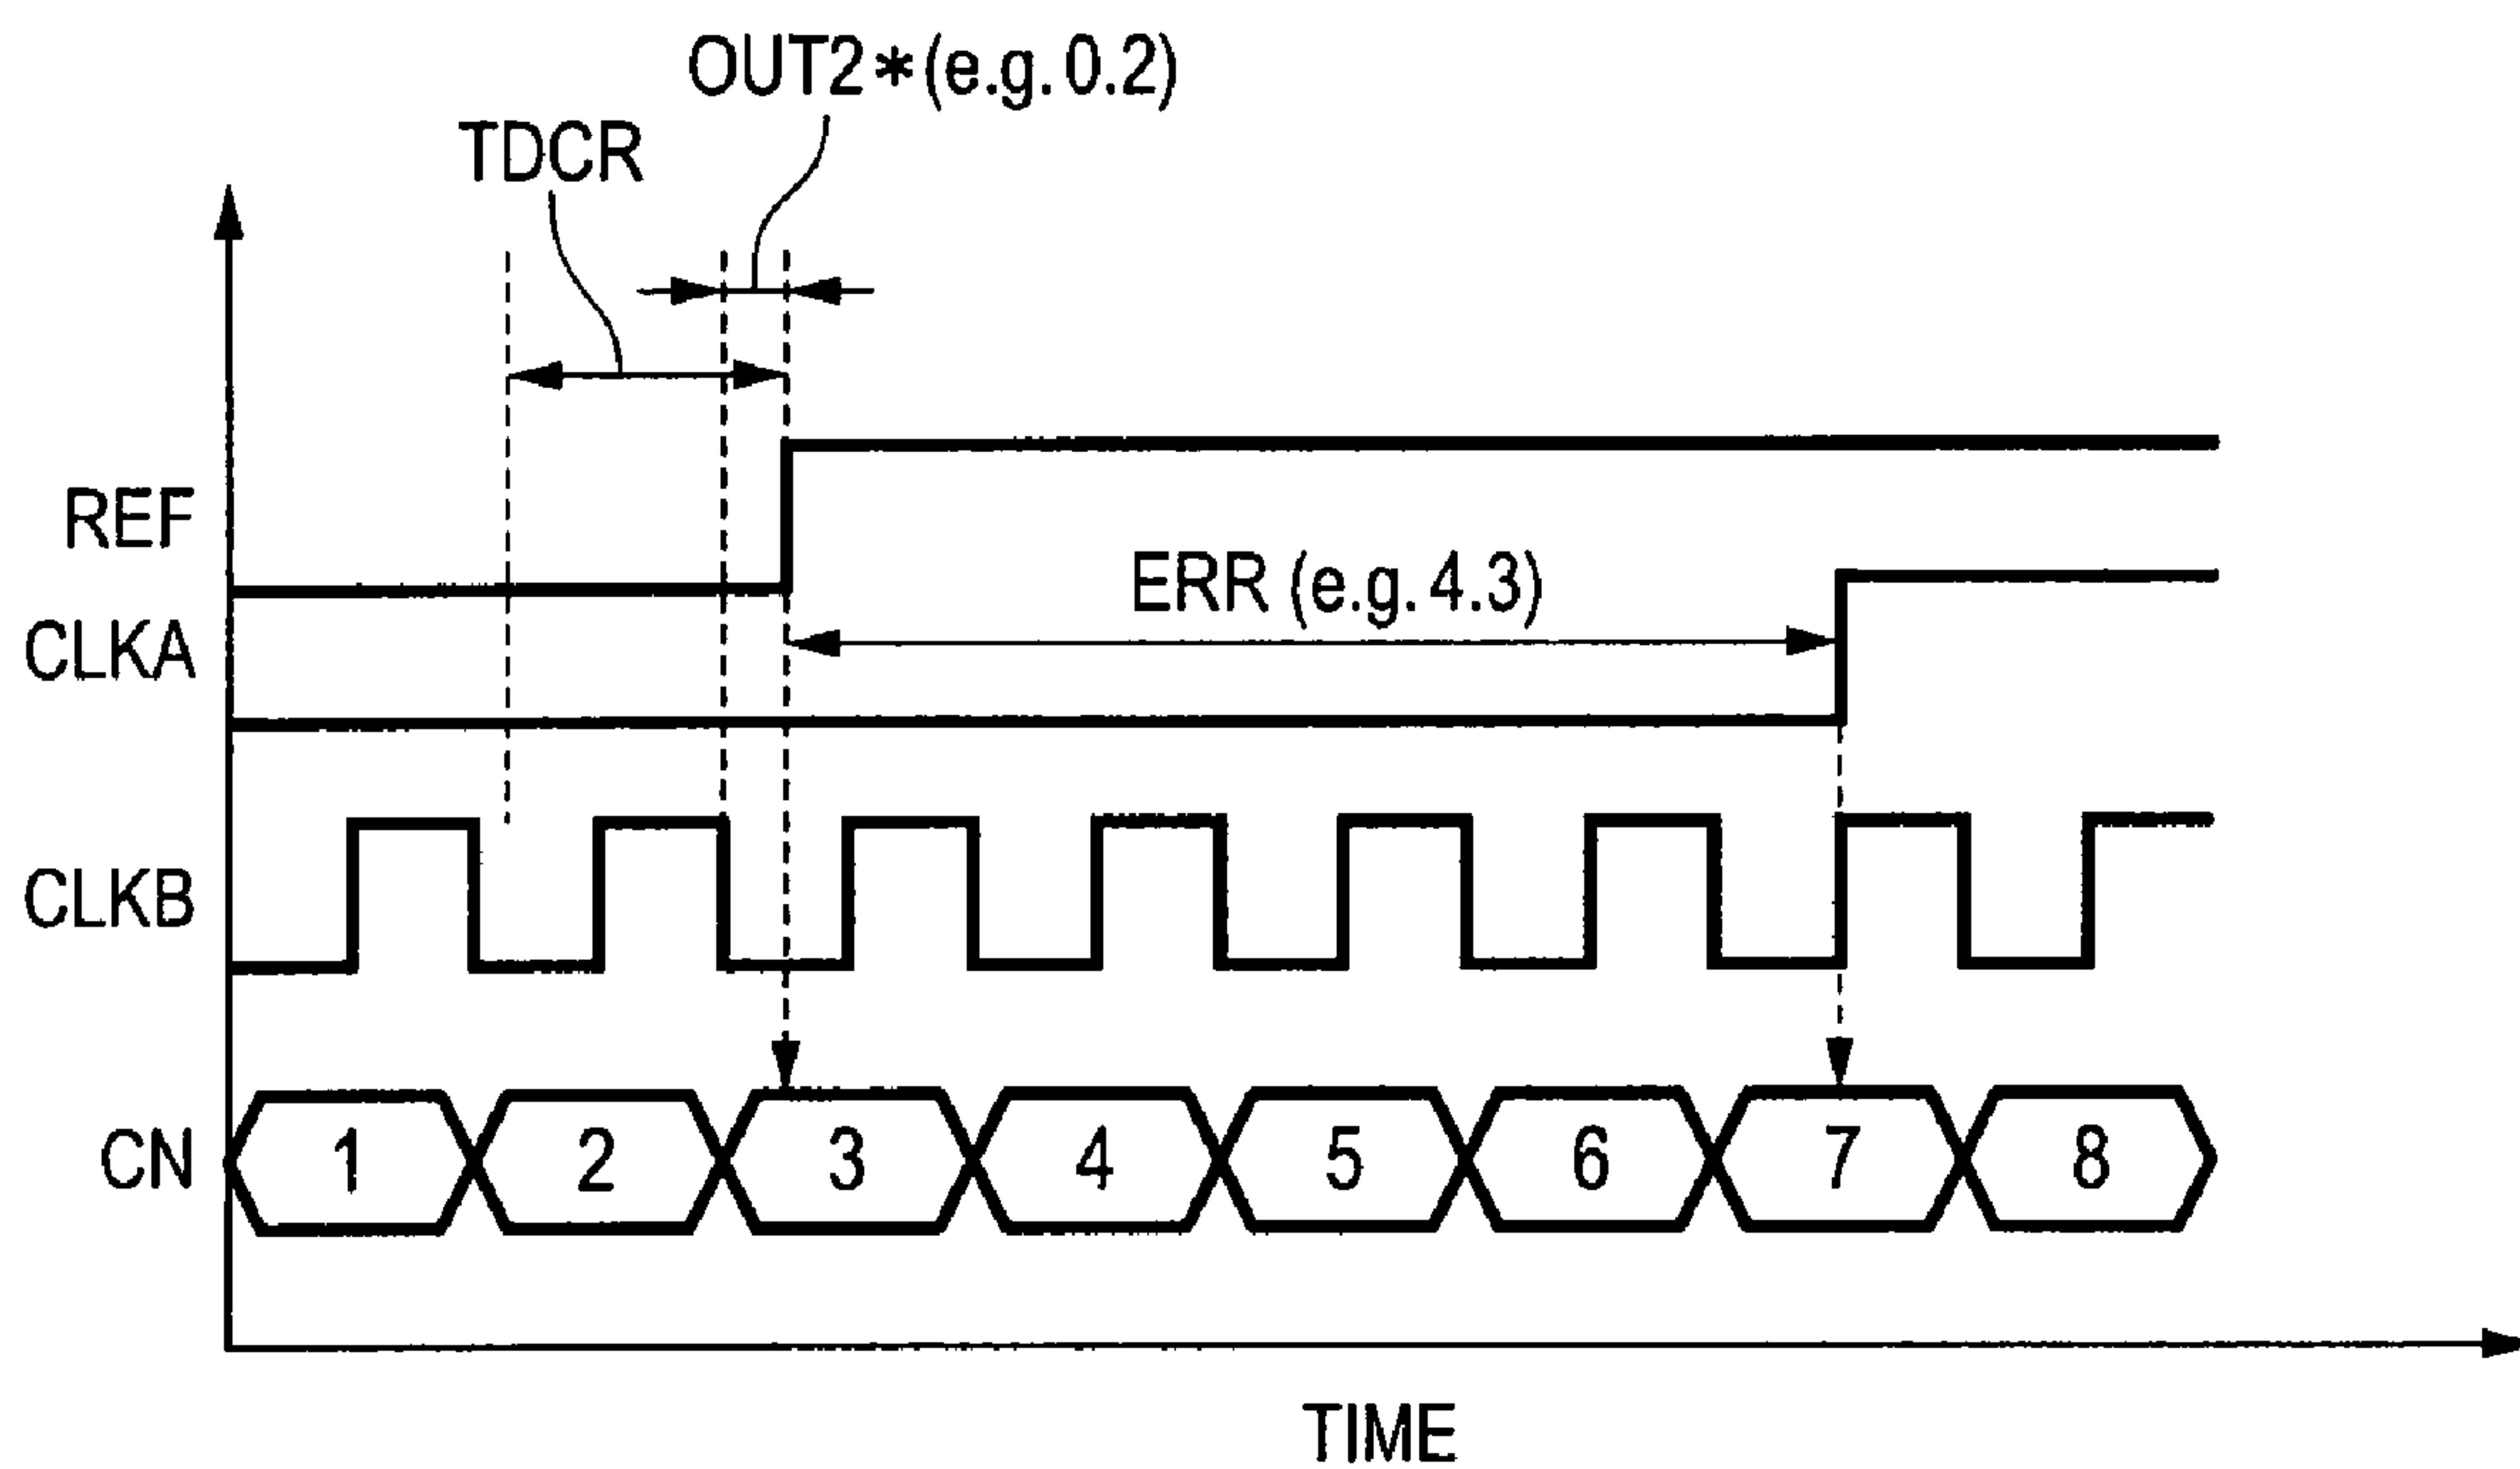 OUT2*(e.g. 0.2)
TDCR
REF
ERR (e.g. 4.3)
CLKA
CLKB
CN 1 2 3 4 5 6 7 8
TIME